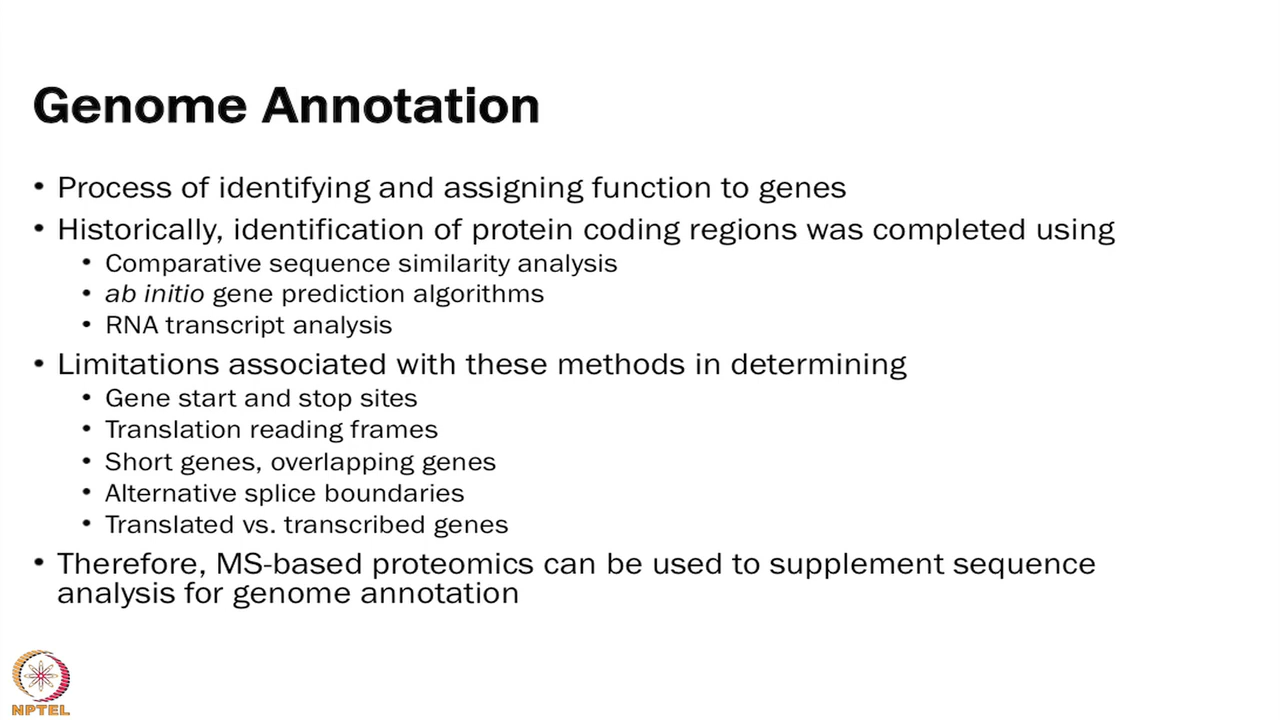 Genome Annotation
• Process of identifying and assigning function to genes
• Historically, identification of protein coding regions was completed using
• Comparative sequence similarity analysis
• ab initio gene prediction algorithms
• RNA transcript analysis
• Limitations associated with these methods in determining
• Gene start and stop sites
• Translation reading frames
• Short genes, overlapping genes
• Alternative splice boundaries
• Translated vs. transcribed genes
• Therefore, MS-based proteomics can be used to supplement sequence
analysis for genome annotation
NPTEL